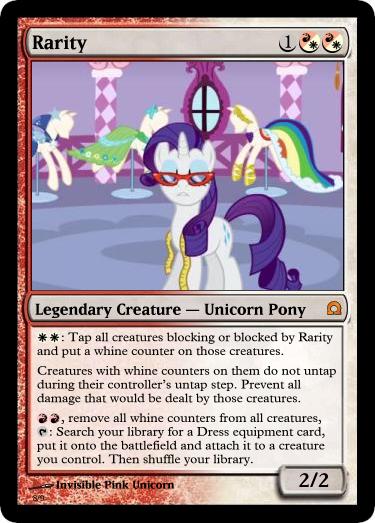 Rarity 1
Legendary Creature — Unicorn Pony
: Tap all creatures blocking or blocked by Rarity
and put a whine counter on those creatures.
Creatures with whine counters on them do not untap
during their controller's untap step. Prevent all
damage that would be dealt by those creatures.
, remove all whine counters from all creatures,
: Search your library for a Dress equipment card,
put it onto the battlefield and attach it to a creature
you control. Then shuffle your library.
2/2
Invisible Pink Unicorn